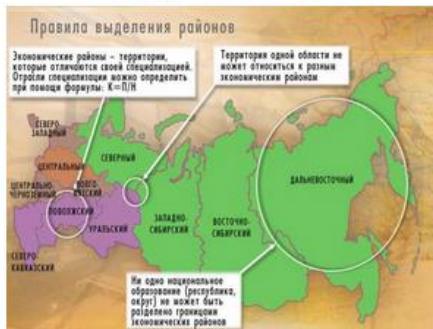 Правила выделения районов
Экономические районы – территории,
которые отличаются своей специализацией.
Отрасли специализации можно определить
при помощи формулы: К=П/Н
Территория одной области не
может относиться к разным
экономическим районам
СЕВЕРО-
ЗАПАДНЫЙ
СЕВЕРНЫЙ
ЦЕНТРАЛЬНЫЙ
ЦЕНТРАЛЬНО-
ЧЕРНОЗЕМНЫЙ
ВОЛГО-
ВЯТСКИЙ
ПОВОЛЖСКИЙ
УРАЛЬСКИЙ
СЕВЕРО-
КАВКАЗСКИЙ
ЗАПАДНО-
СИБИРСКИЙ
ВОСТОЧНО-
СИБИРСКИЙ
ДАЛЬНЕВОСТОЧНЫЙ
Ни одно национальное
образование (республика,
округ) не может быть
разделено границами
экономических районов